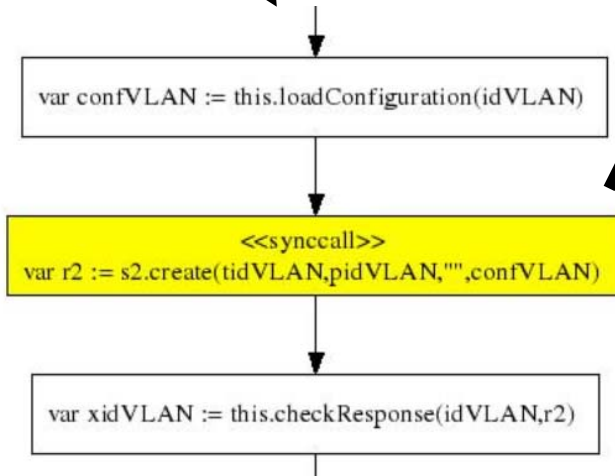 var confVLAN := this.loadConfiguration(idVLAN)
<<synccall>>
var r2 := s2.create(tidVLAN,pidVLAN,"",confVLAN)
var xidVLAN := this.checkResponse(idVLAN,r2)